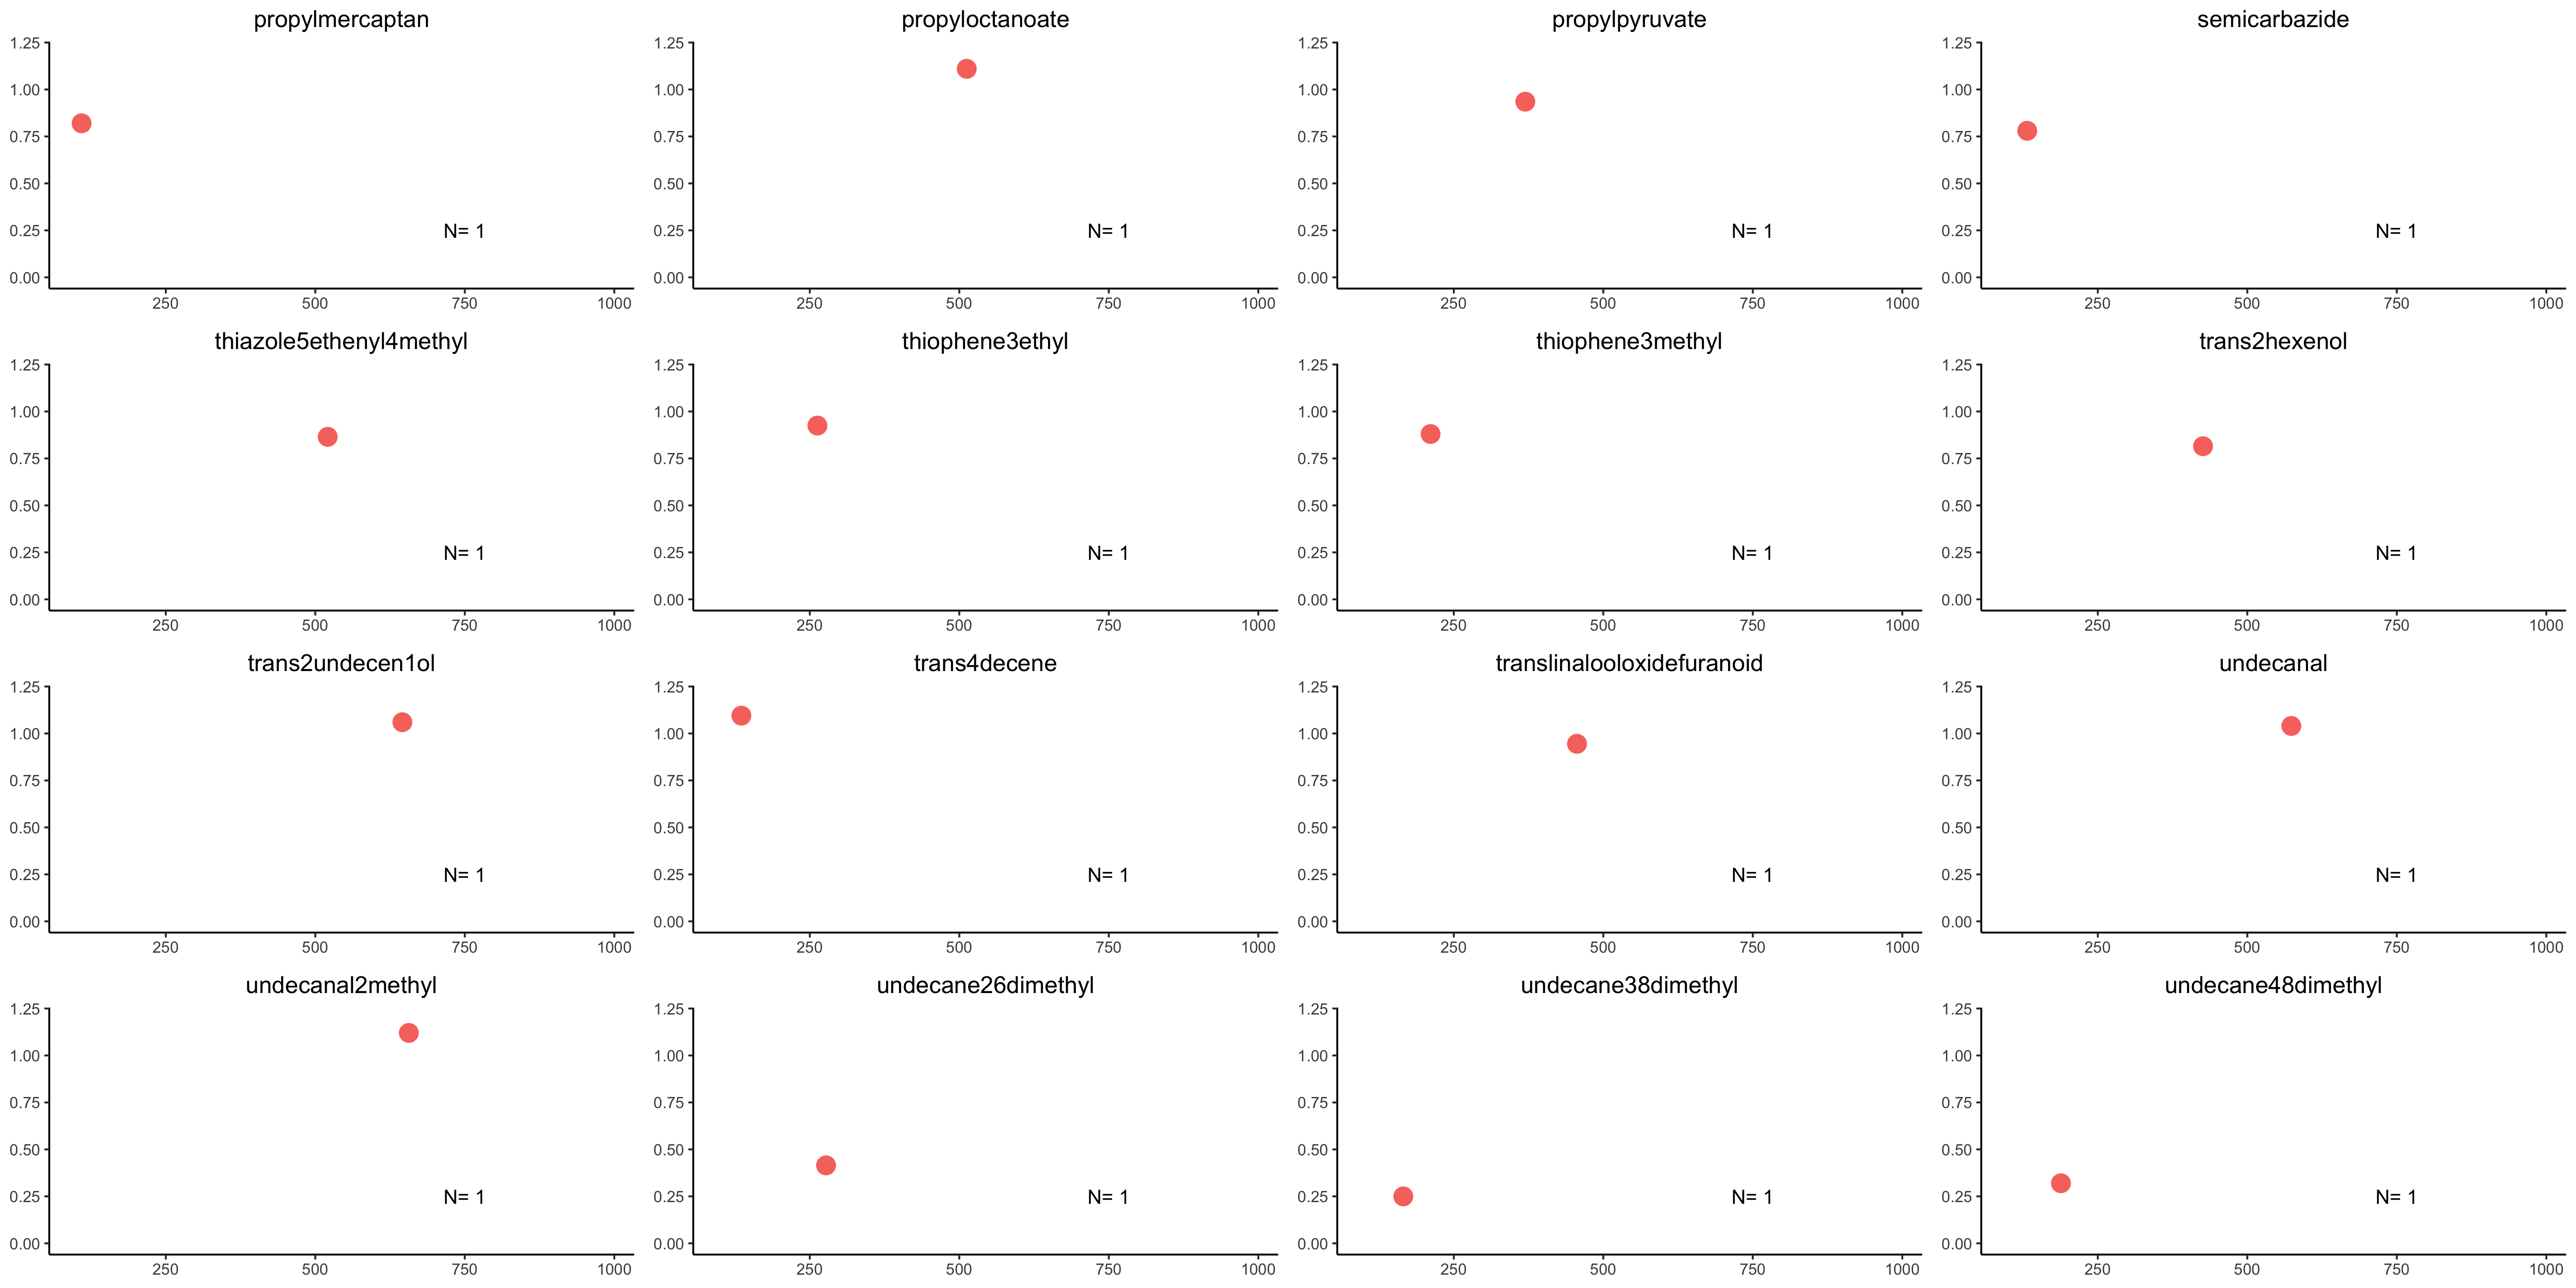 propylmercaptan
1.25
1.00
0.75
0.50
0.25
0.00
N= 1
250 500 750 1000
propyloctanoate
1.25
1.00
0.75
0.50
0.25
0.00
N= 1
250 500 750 1000
propylpyruvate
1.25
1.00
0.75
0.50
0.25
0.00
N= 1
250 500 750 1000
semicarbazide
1.25
1.00
0.75
0.50
0.25
0.00
N= 1
250 500 750 1000
thiazole5ethenyl4methyl
1.25
1.00
0.75
0.50
0.25
0.00
N= 1
250 500 750 1000
thiophene3ethyl
1.25
1.00
0.75
0.50
0.25
0.00
N= 1
250 500 750 1000
thiophene3methyl
1.25
1.00
0.75
0.50
0.25
0.00
N= 1
250 500 750 1000
trans2hexenol
1.25
1.00
0.75
0.50
0.25
0.00
N= 1
250 500 750 1000
trans2undecen1ol
1.25
1.00
0.75
0.50
0.25
0.00
N= 1
250 500 750 1000
trans4decene
1.25
1.00
0.75
0.50
0.25
0.00
N= 1
250 500 750 1000
translinalooloxidefuranoid
1.25
1.00
0.75
0.50
0.25
0.00
N= 1
250 500 750 1000
undecanal
1.25
1.00
0.75
0.50
0.25
0.00
N= 1
250 500 750 1000
undecanal2methyl
1.25
1.00
0.75
0.50
0.25
0.00
N= 1
250 500 750 1000
undecane26dimethyl
1.25
1.00
0.75
0.50
0.25
0.00
N= 1
250 500 750 1000
undecane38dimethyl
1.25
1.00
0.75
0.50
0.25
0.00
N= 1
250 500 750 1000
undecane48dimethyl
1.25
1.00
0.75
0.50
0.25
0.00
N= 1
250 500 750 1000